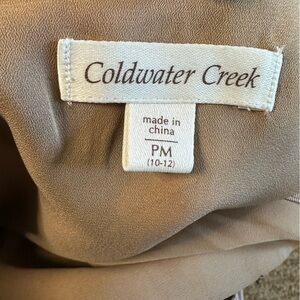 Coldwater Creek
made in
china
PM
(10-12)